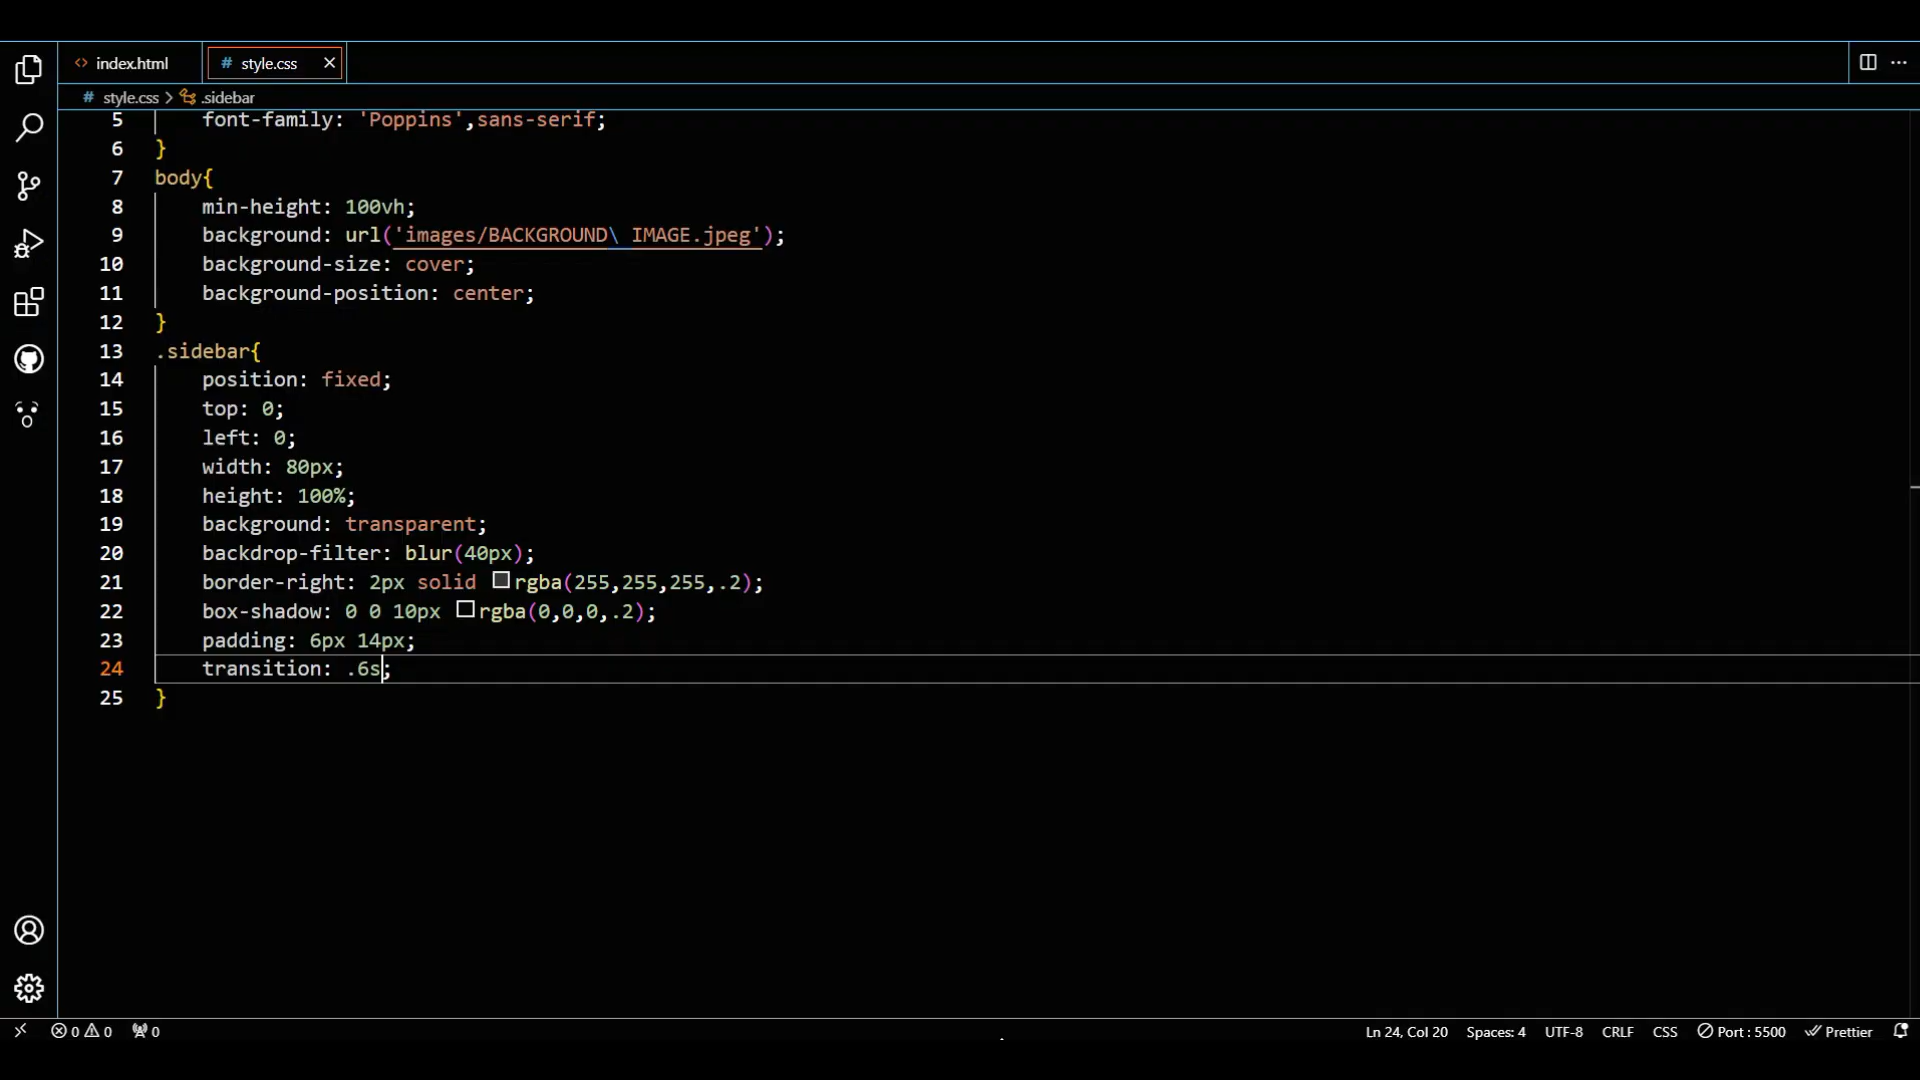 index.html
style.css
style.css > .sidebar
5 font-family: 'Poppins',sans-serif;
6 }
7 body{
8 min-height: 100vh;
9 background: url('images/BACKGROUND\ IMAGE.jpeg');
10 background-size: cover;
11 background-position: center;
12 }
13 .sidebar{
14 position: fixed;
15 top: 0;
16 left: 0;
17 width: 80px;
18 height: 100%;
19 background: transparent;
20 backdrop-filter: blur(40px);
21 border-right: 2px solid rgba(255,255,255,.2);
22 box-shadow: 0 0 10px rgba(0,0,0,.2);
23 padding: 6px 14px;
24 transition: .6s;
25 }
0 0 0 Ln 24, Col 20 Spaces: 4 UTF-8 CRLF CSS Port : 5500 Prettier